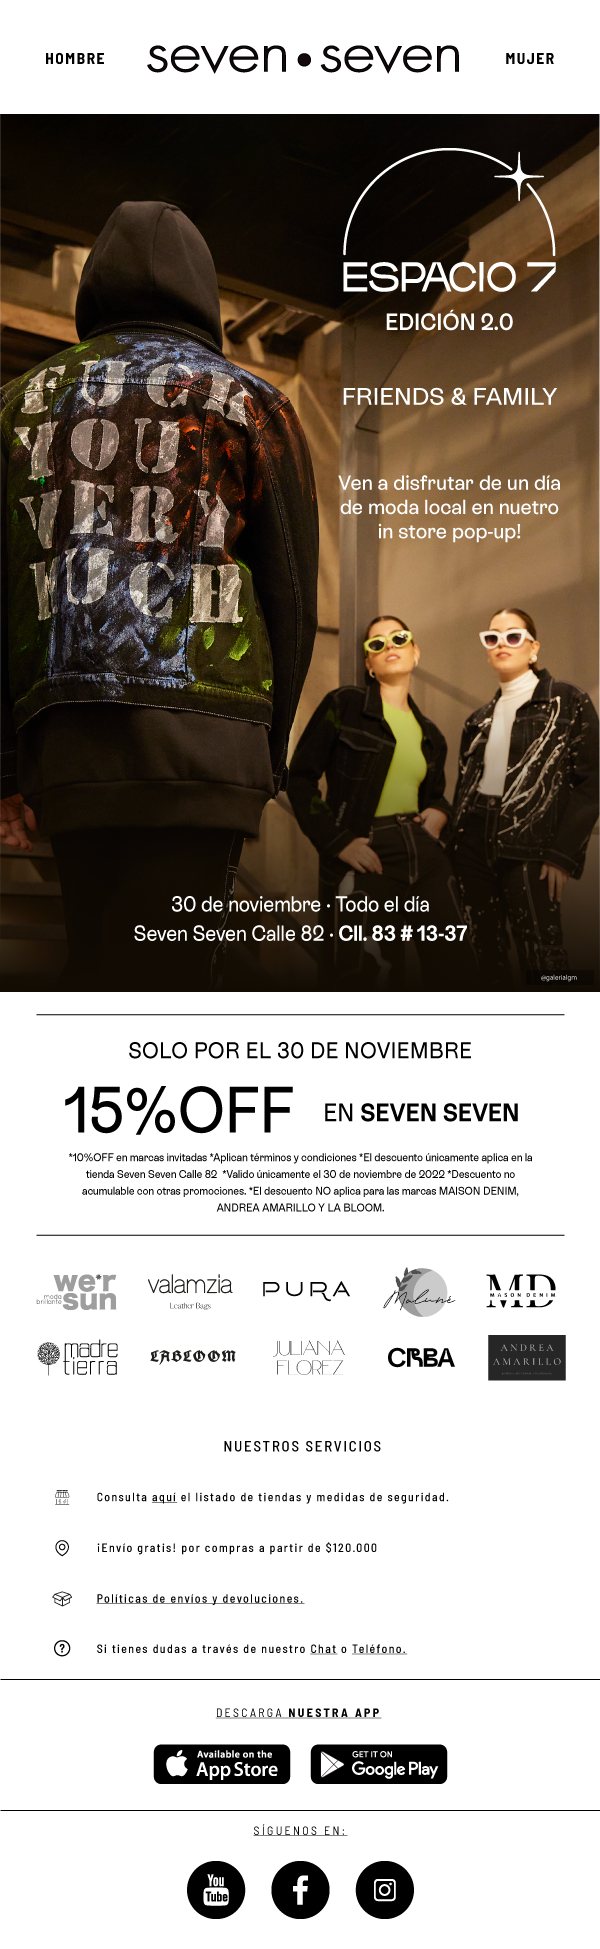 HOMBRE
seven•seven
MUJER
ESPACIO 7
EDICIÓN 2.0
FRIENDS & FAMILY
FUCK
YOU
VERY
MUCH
Ven a disfrutar de un día
de moda local en nuetro
in store pop-up!
30 de noviembre · Todo el día
Seven Seven Calle 82 · Cll. 83 # 13-37
@galerialgm
SOLO POR EL 30 DE NOVIEMBRE
15%OFF EN SEVEN SEVEN
*10%OFF en marcas invitadas *Aplican términos y condiciones *El descuento únicamente aplica en la
tienda Seven Seven Calle 82 *Valido únicamente el 30 de noviembre de 2022 *Descuento no
acumulable con otras promociones. *El descuento NO aplica para las marcas MAISON DENIM,
ANDREA AMARILLO Y LA BLOOM.
we*r
moda
brillante
sun
valamzia
Leather Bags
PURA
Maluné
MD
MASON DENIM
madre
tierra
LABLOOM
JULIANA
FLOREZ
CRBA
ANDREA
AMARILLO
NUESTROS SERVICIOS
Consulta aquí el listado de tiendas y medidas de seguridad.
¡Envío gratis! por compras a partir de $120.000
Políticas de envíos y devoluciones.
Si tienes dudas a través de nuestro Chat o Teléfono.
DESCARGA NUESTRA APP
Available on the
App Store
GET IT ON
Google Play
SÍGUENOS EN:
You
Tube